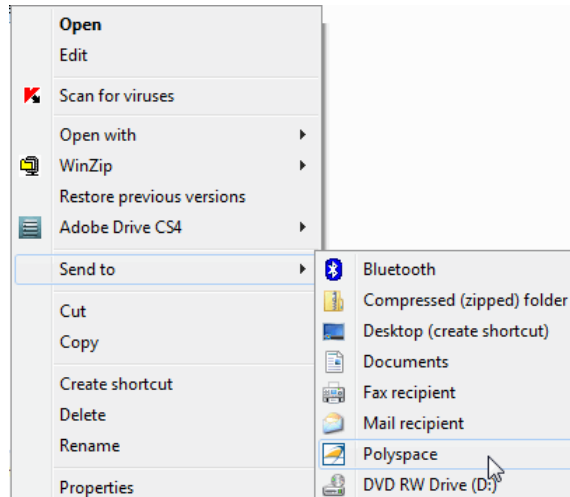 Open
Edit
Scan for viruses
Open with
WinZip
Restore previous versions
Adobe Drive CS4
Send to
Cut
Copy
Create shortcut
Delete
Rename
Properties
Bluetooth
Compressed (zipped) folder
Desktop (create shortcut)
Documents
Fax recipient
Mail recipient
Polyspace
DVD RW Drive (D:)